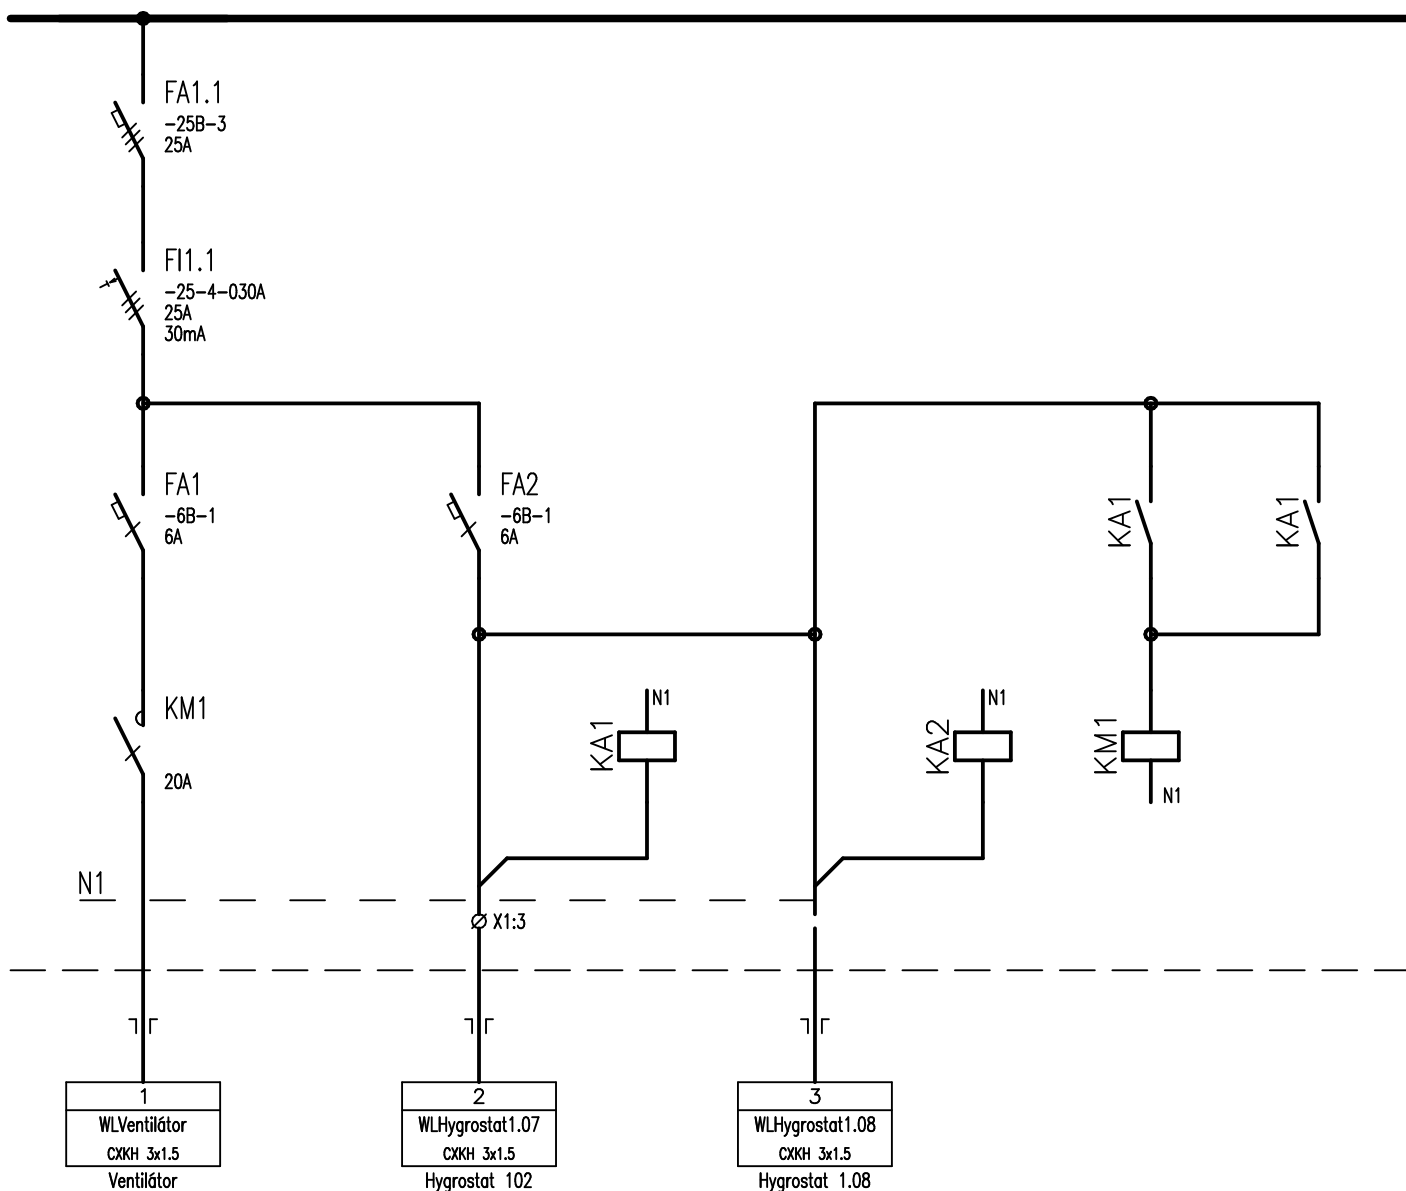 FA1.1
-25B-3
25A
FI1.1
-25-4-030A
25A
30mA
FA1
-6B-1
6A
FA2
-6B-1
6A
KA1
KA1
KM1
20A
KA1
N1
KA2
N1
KM1
N1
N1
X1:3
1
WLVentilátor
CXKH 3x1.5
Ventilátor
2
WLHygrostat1.07
CXKH 3x1.5
Hygrostat 102
3
WLHygrostat1.08
CXKH 3x1.5
Hygrostat 1.08